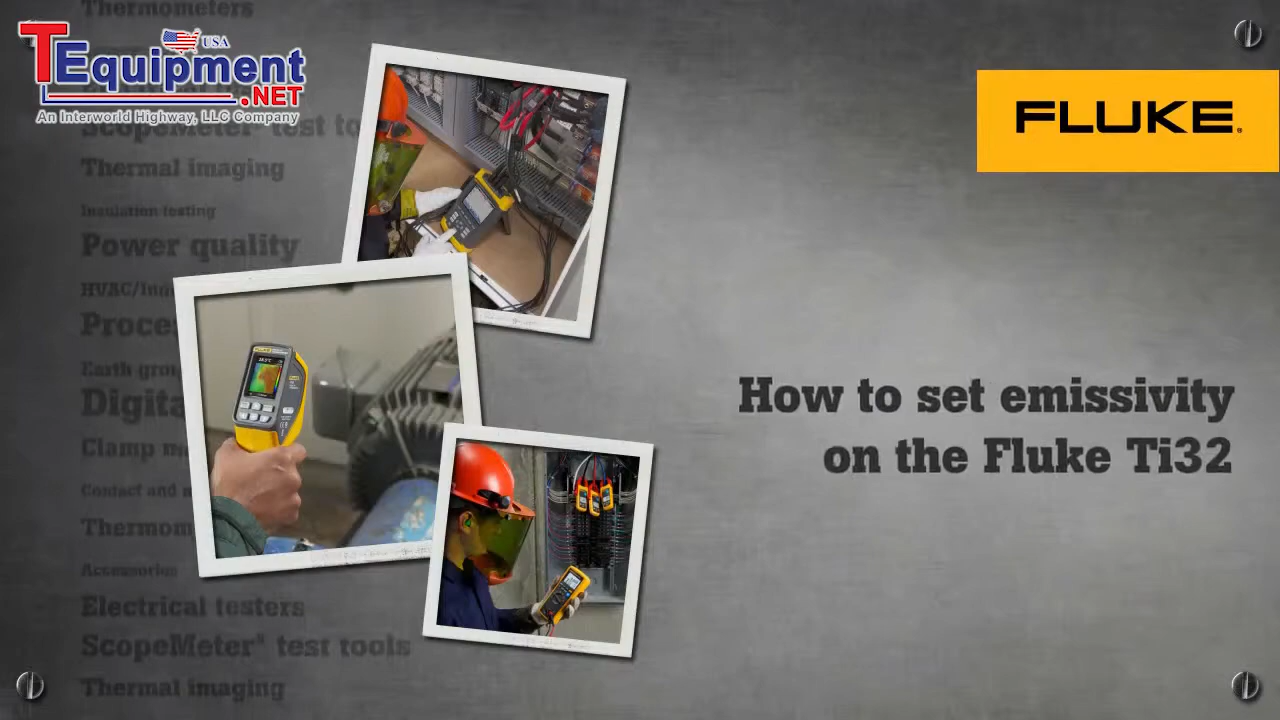 Thermometers
TEquipment
USA
.NET
An Interworld Highway, LLC Company
ScopeMeter® test to
Thermal imaging
Insulation testing
Power quality
HVAC/
Proce
Earth
Digita
Clamp
Contact and
Thermom
Accessories
Electrical testers
ScopeMeter® test tools
Thermal imaging
FLUKE®
How to set emissivity
on the Fluke Ti32